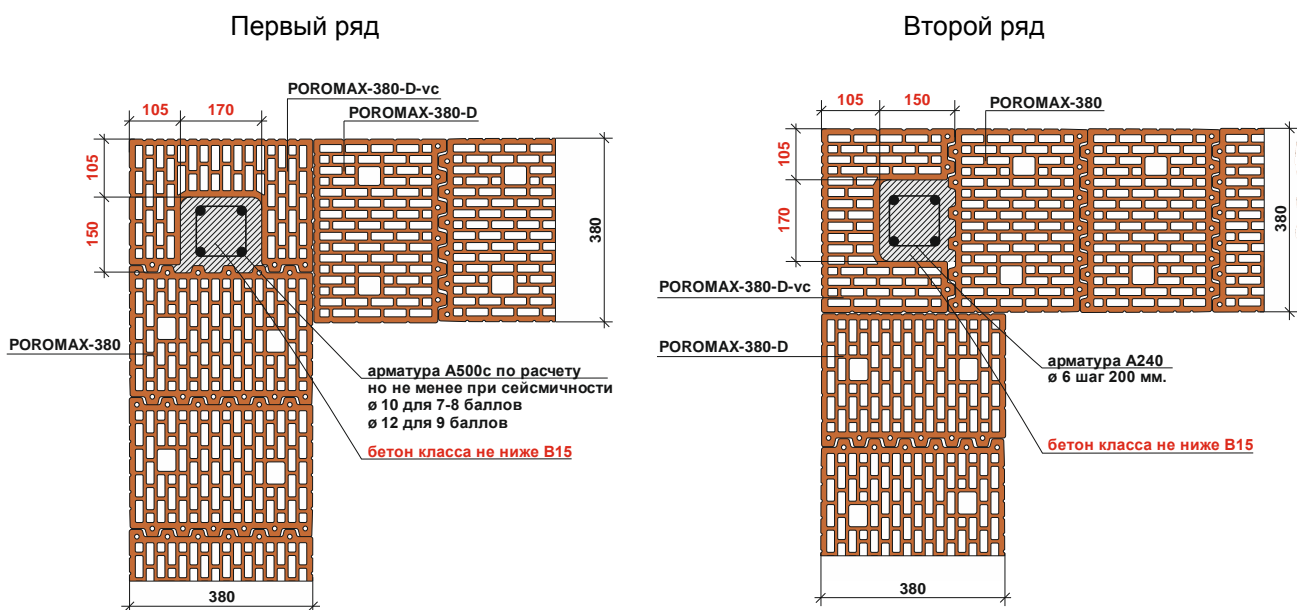 Первый ряд
POROMAX-380-D-vc
105
170
POROMAX-380-D
105
150
380
POROMAX-380
арматура А500с по расчету
но не менее при сейсмичности
ø 10 для 7-8 баллов
ø 12 для 9 баллов
бетон класса не ниже В15
380
Второй ряд
105
150
POROMAX-380
105
170
380
POROMAX-380-D-vc
POROMAX-380-D
арматура А240
ø 6 шаг 200 мм.
бетон класса не ниже В15
380